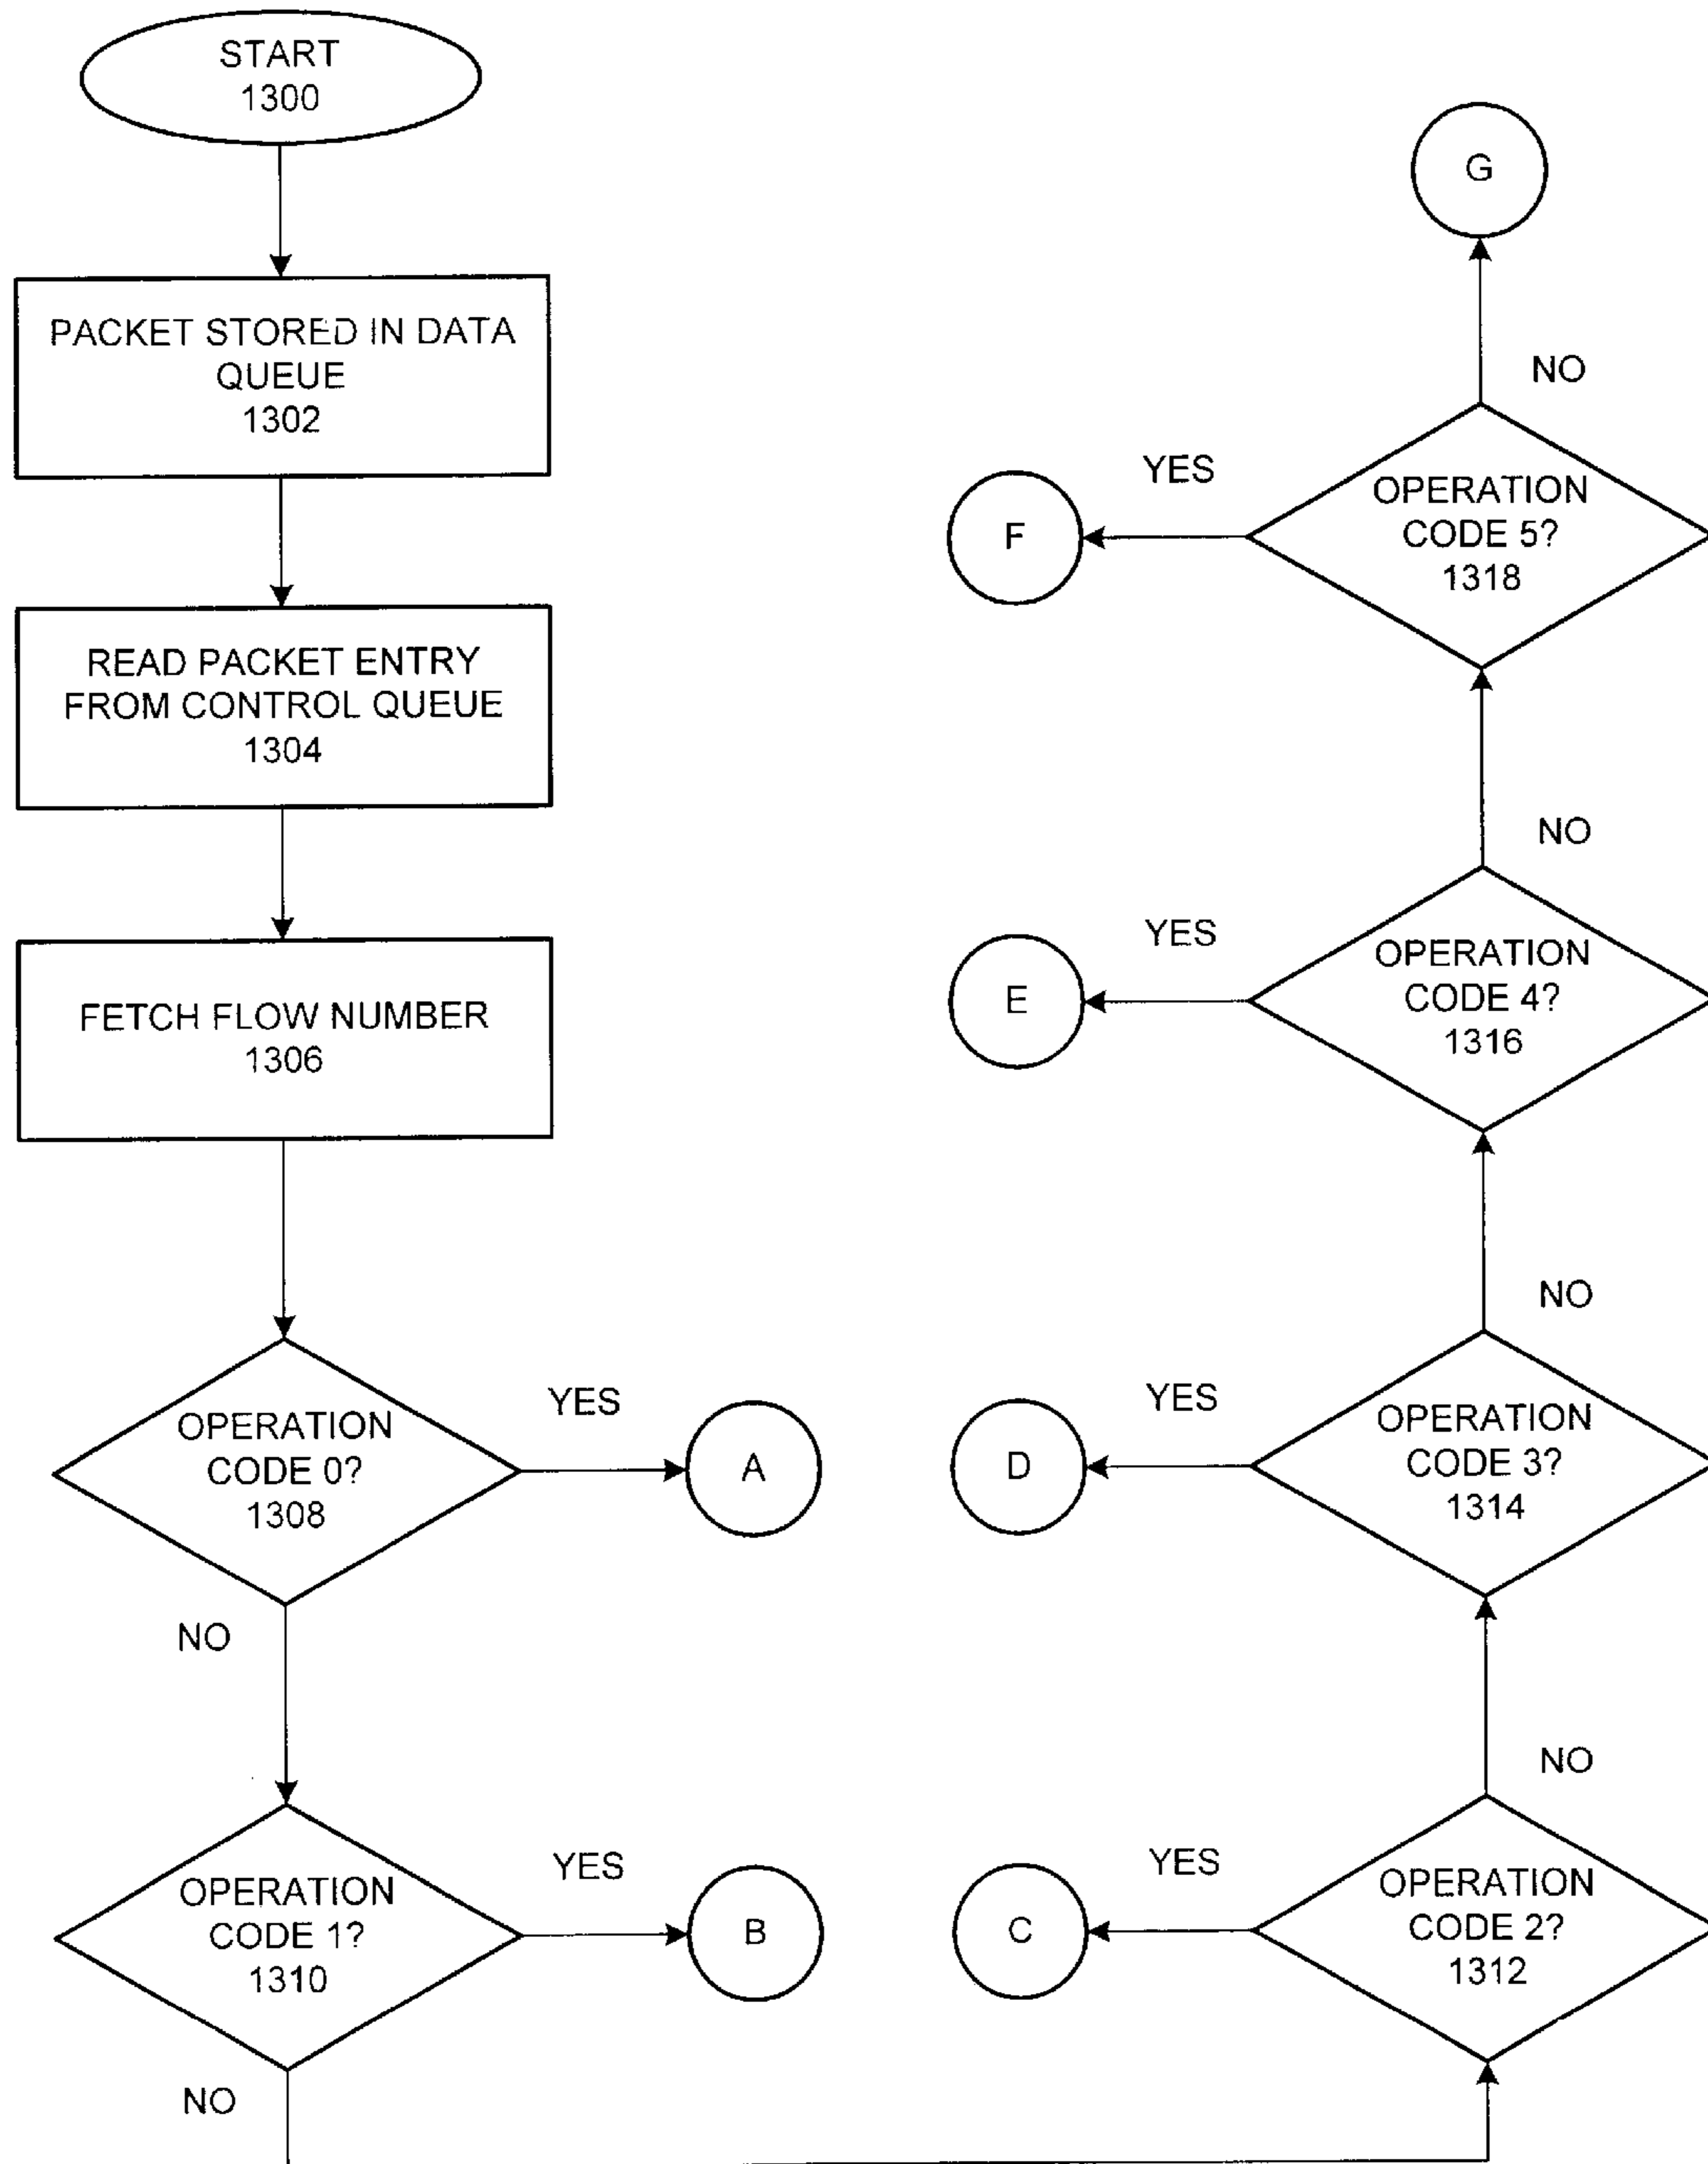 START
1300
PACKET STORED IN DATA
QUEUE
1302
READ PACKET ENTRY
FROM CONTROL QUEUE
1304
FETCH FLOW NUMBER
1306
OPERATION
CODE 0?
1308
YES
A
NO
OPERATION
CODE 1?
1310
YES
B
NO
OPERATION
CODE 2?
1312
YES
C
NO
OPERATION
CODE 3?
1314
YES
D
NO
OPERATION
CODE 4?
1316
YES
E
NO
OPERATION
CODE 5?
1318
YES
F
NO
G